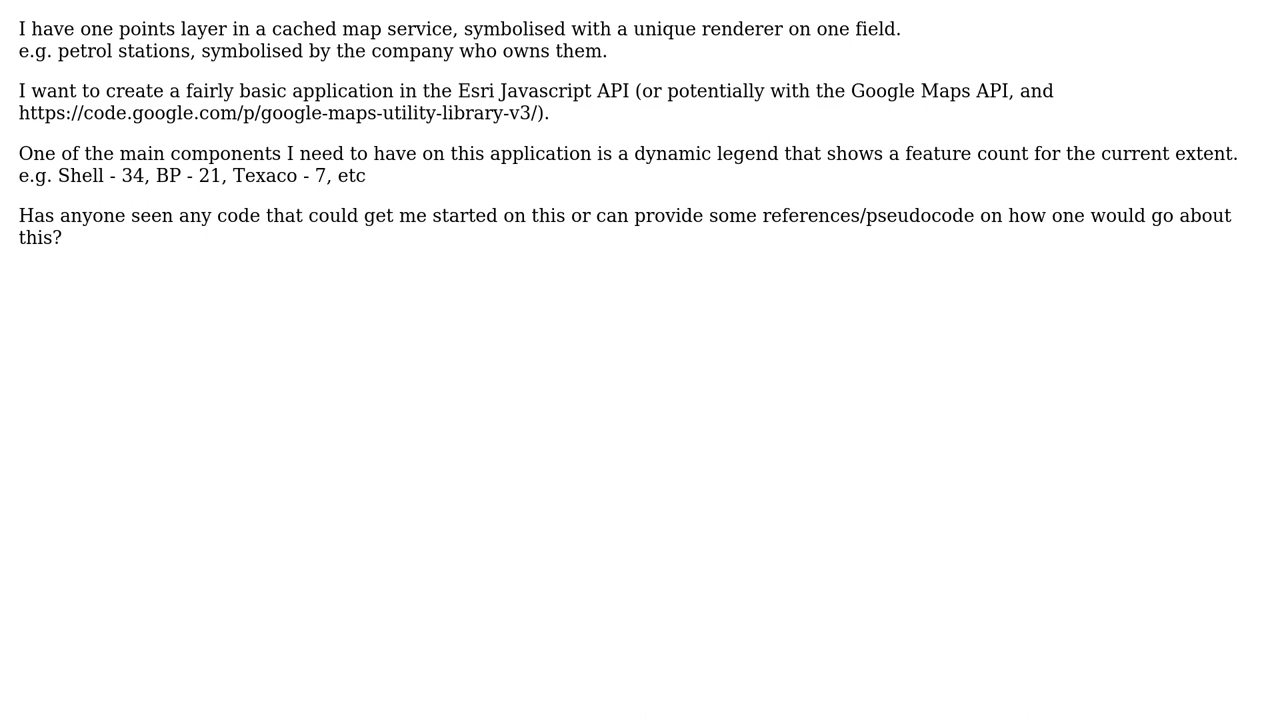 I have one points layer in a cached map service, symbolised with a unique renderer on one field.
e.g. petrol stations, symbolised by the company who owns them.
I want to create a fairly basic application in the Esri Javascript API (or potentially with the Google Maps API, and
https://code.google.com/p/google-maps-utility-library-v3/).
One of the main components I need to have on this application is a dynamic legend that shows a feature count for the current extent.
e.g. Shell - 34, BP - 21, Texaco - 7, etc
Has anyone seen any code that could get me started on this or can provide some references/pseudocode on how one would go about
this?